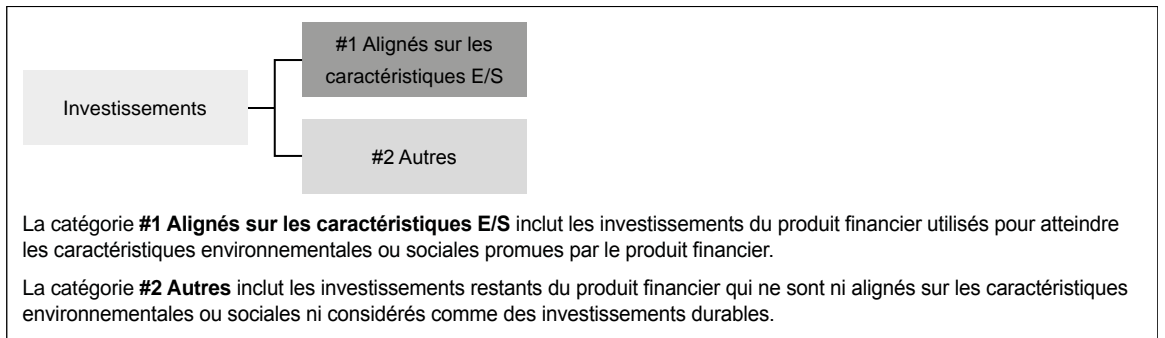 #1 Alignés sur les
caractéristiques E/S
Investissements
#2 Autres
La catégorie #1 Alignés sur les caractéristiques E/S inclut les investissements du produit financier utilisés pour atteindre
les caractéristiques environnementales ou sociales promues par le produit financier.
La catégorie #2 Autres inclut les investissements restants du produit financier qui ne sont ni alignés sur les caractéristiques
environnementales ou sociales ni considérés comme des investissements durables.